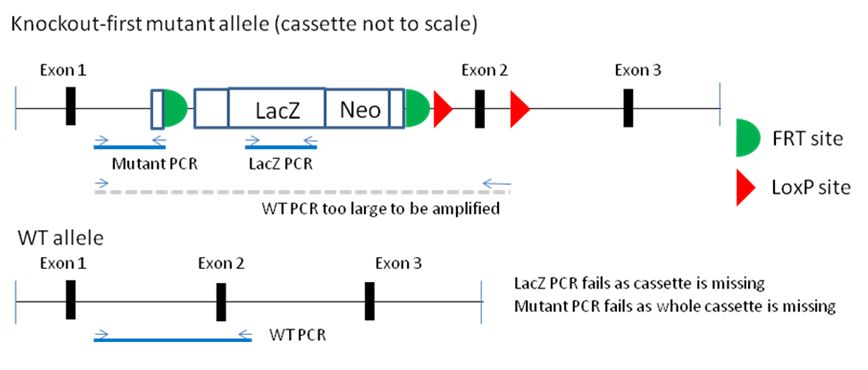 Knockout-first mutant allele (cassette not to scale)
Exon 1
Exon 2
Exon 3
LacZ
Neo
Mutant PCR
LacZ PCR
FRT site
LoxP site
WT PCR too large to be amplified
WT allele
Exon 1
Exon 2
Exon 3
LacZ PCR fails as cassette is missing
Mutant PCR fails as whole cassette is missing
WT PCR